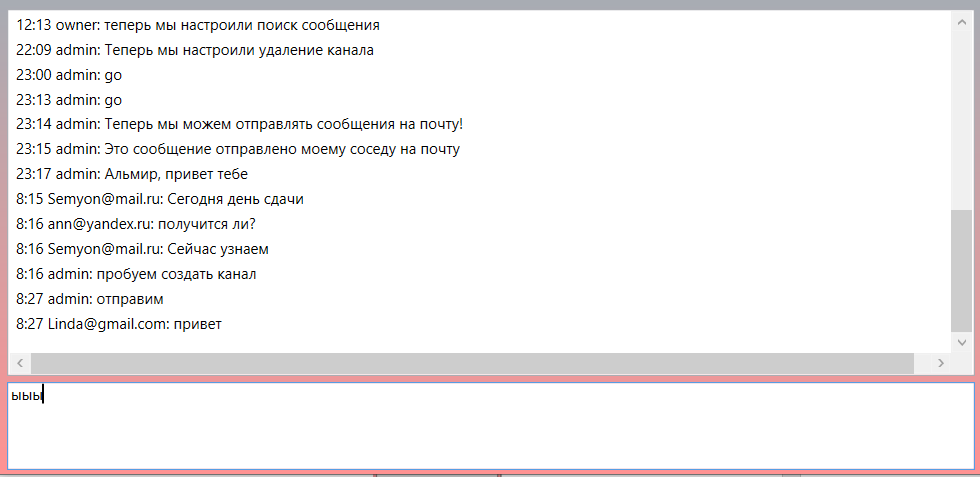 12:13 owner: теперь мы настроили поиск сообщения
22:09 admin: Теперь мы настроили удаление канала
23:00 admin: go
23:13 admin: go
23:14 admin: Теперь мы можем отправлять сообщения на почту!
23:15 admin: Это сообщение отправлено моему соседу на почту
23:17 admin: Альмир, привет тебе
8:15 Semyon@mail.ru: Сегодня день сдачи
8:16 ann@yandex.ru: получится ли?
8:16 Semyon@mail.ru: Сейчас узнаем
8:16 admin: пробуем создать канал
8:27 admin: отправим
8:27 Linda@gmail.com: привет
ыыы